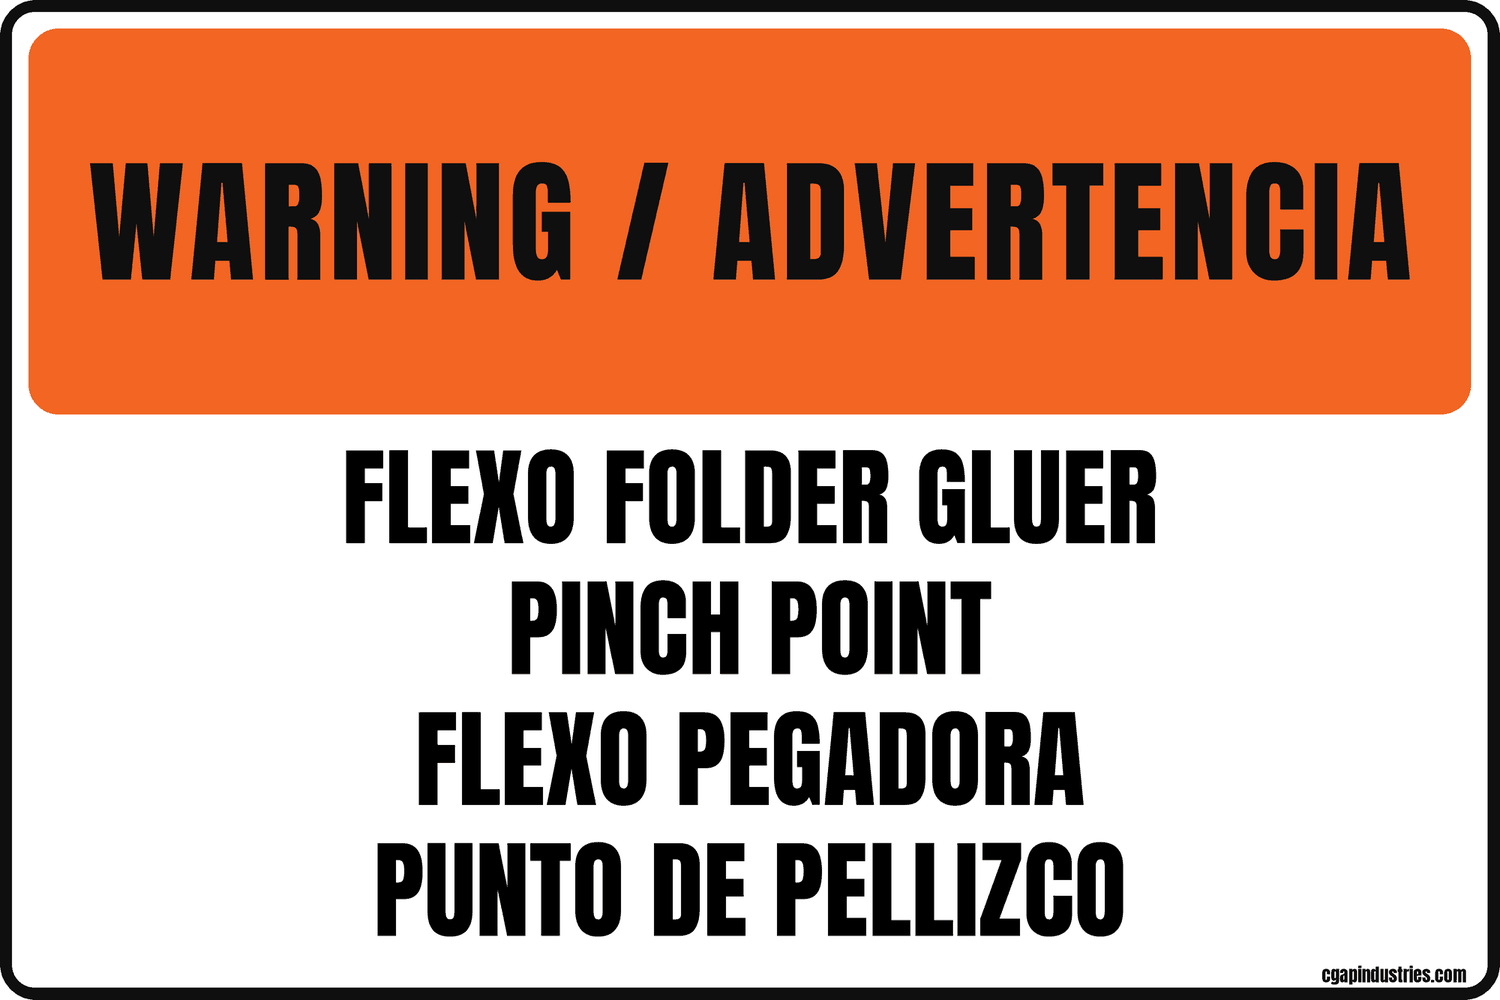 WARNING / ADVERTENCIA
FLEXO FOLDER GLUER
PINCH POINT
FLEXO PEGADORA
PUNTO DE PELLIZCO
cgapindustries.com